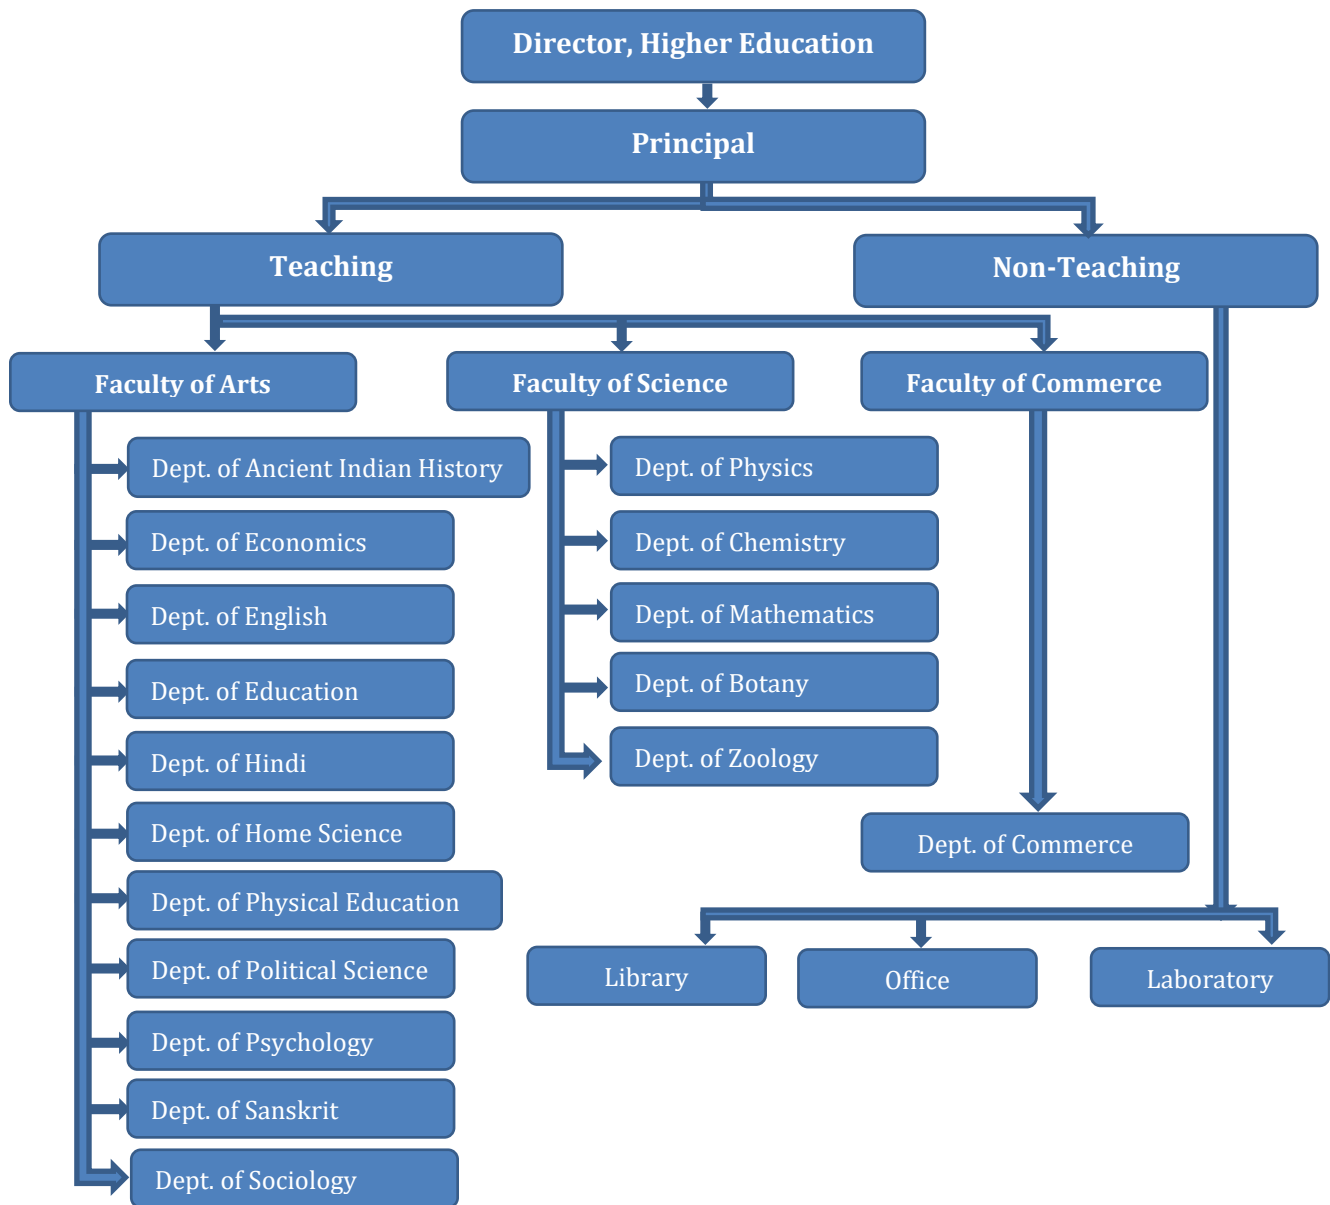 Director, Higher Education
Principal
Teaching
Non-Teaching
Faculty of Arts
Faculty of Science
Faculty of Commerce
Dept. of Ancient Indian History
Dept. of Economics
Dept. of English
Dept. of Education
Dept. of Hindi
Dept. of Home Science
Dept. of Physical Education
Dept. of Political Science
Dept. of Psychology
Dept. of Sanskrit
Dept. of Sociology
Dept. of Physics
Dept. of Chemistry
Dept. of Mathematics
Dept. of Botany
Dept. of Zoology
Dept. of Commerce
Library
Office
Laboratory